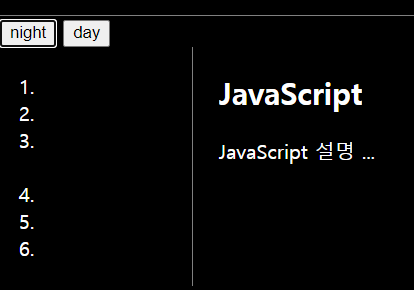 night day
1.
2.
3.
4.
5.
6.
JavaScript
JavaScript 설명 ...